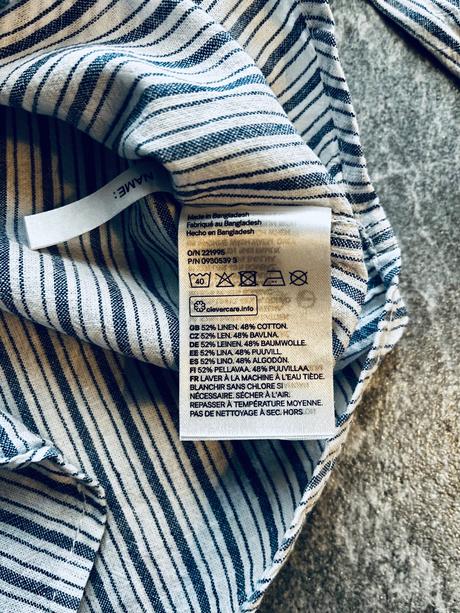 NAME:
Made in Bangladesh
Fabriqué au Bangladesh
Hecho en Bangladesh
O/N 221995
P/N 0930539 3
40
clevercare.info
GB 52% LINEN. 48% COTTON.
CZ 52% LEN. 48% BAVLNA.
DE 52% LEINEN. 48% BAUMWOLLE.
EE 52% LINA. 48% PUUVILL.
ES 52% LINO. 48% ALGODÓN.
FI 52% PELLAVAA. 48% PUUVILLAA.
FR LAVER À LA MACHINE À L'EAU TIÈDE.
BLANCHIR SANS CHLORE SI
NÉCESSAIRE. SÉCHER À L'AIR.
REPASSER À TEMPÉRATURE MOYENNE.
PAS DE NETTOYAGE À SEC. HORS.